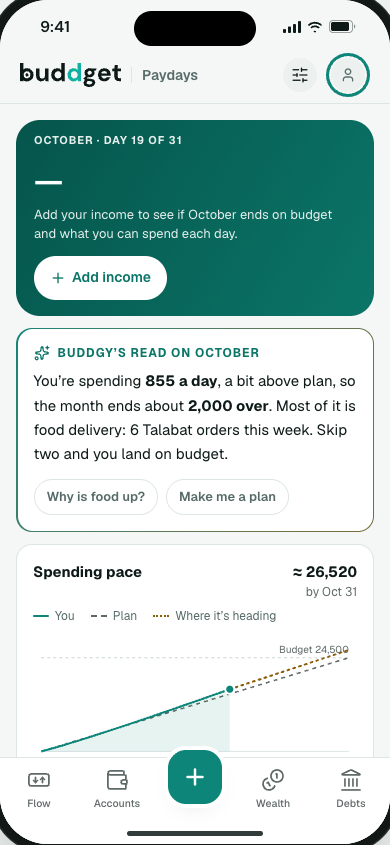 9:41
buddget
Paydays
OCTOBER · DAY 19 OF 31
—
Add your income to see if October ends on budget
and what you can spend each day.
+ Add income
BUDDGY'S READ ON OCTOBER
You're spending 855 a day, a bit above plan, so
the month ends about 2,000 over. Most of it is
food delivery: 6 Talabat orders this week. Skip
two and you land on budget.
Why is food up?
Make me a plan
Spending pace
≈ 26,520
by Oct 31
You
Plan
Where it's heading
Budget 24,500
Flow
Accounts
+
Wealth
Debts